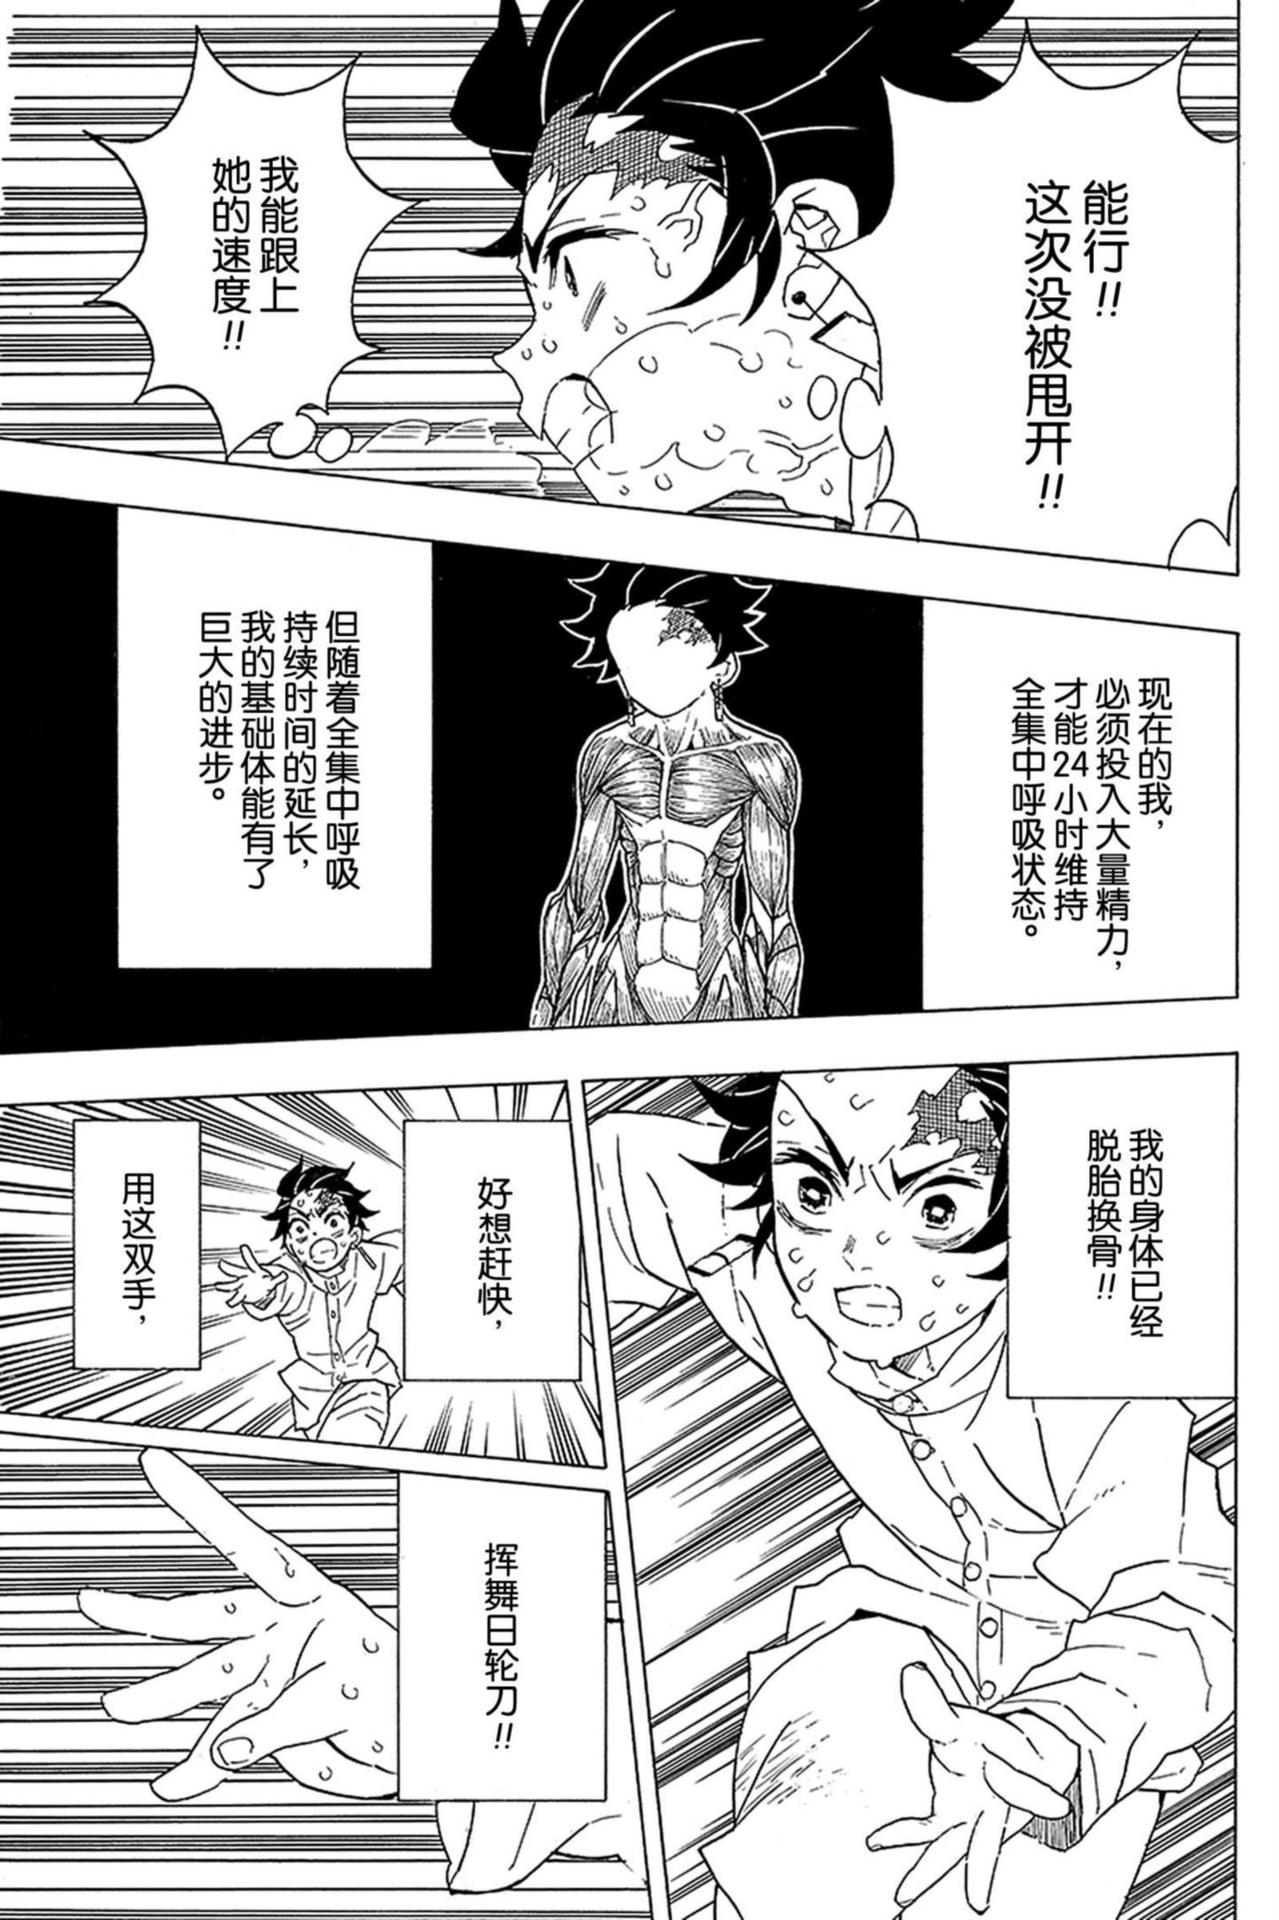 能行!!
这次没被甩开!!
我能跟上
她的速度!!
现在的我，
必须投入大量精力，
才能24小时维持
全集中呼吸状态。
但随着全集中呼吸
持续时间的延长，
我的基础体能有了
巨大的进步。
我的身体已经
脱胎换骨!!
好想赶快，
用这双手，
挥舞日轮刀!!